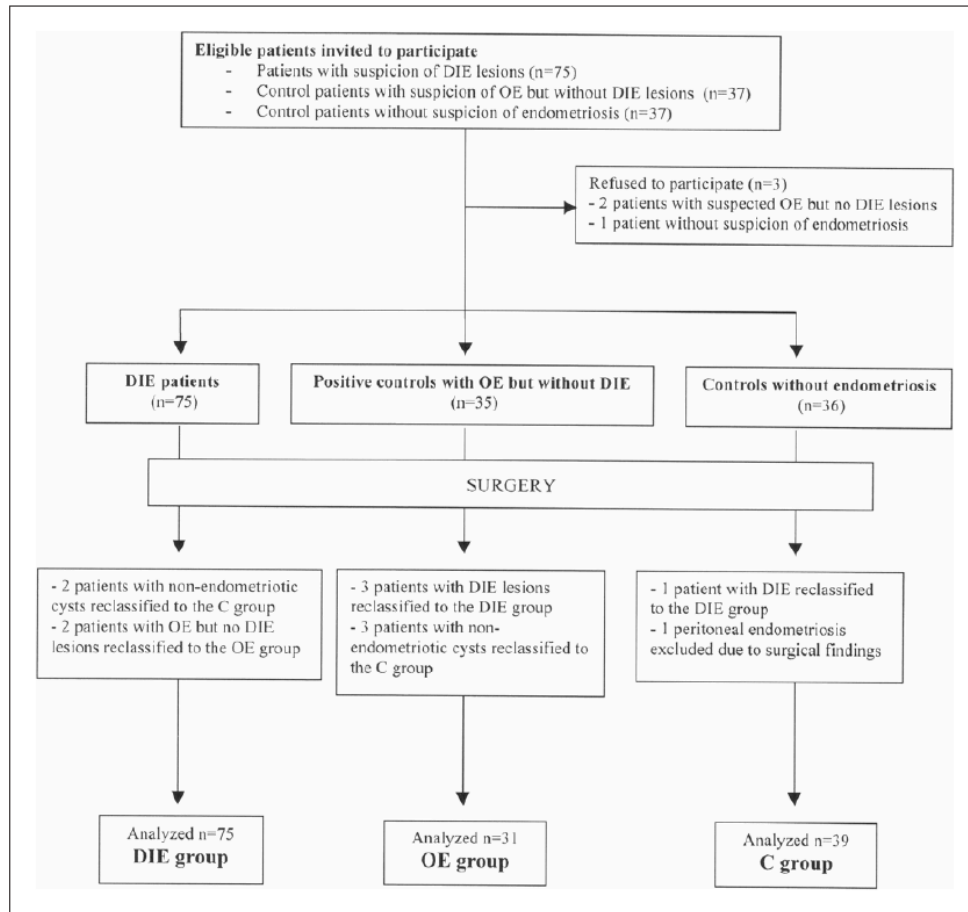 Eligible patients invited to participate
- Patients with suspicion of DIE lesions (n=75)
- Control patients with suspicion of OE but without DIE lesions (n=37)
- Control patients without suspicion of endometriosis (n=37)
Refused to participate (n=3)
- 2 patients with suspected OE but no DIE lesions
- 1 patient without suspicion of endometriosis
DIE patients
(n=75)
Positive controls with OE but without DIE
(n=35)
Controls without endometriosis
(n=36)
SURGERY
- 2 patients with non-endometriotic
cysts reclassified to the C group
- 2 patients with OE but no DIE
lesions reclassified to the OE group
- 3 patients with DIE lesions
reclassified to the DIE group
- 3 patients with non-
endometriotic cysts reclassified to
the C group
- 1 patient with DIE reclassified
to the DIE group
- 1 peritoneal endometriosis
excluded due to surgical findings
Analyzed n=75
DIE group
Analyzed n=31
OE group
Analyzed n=39
C group